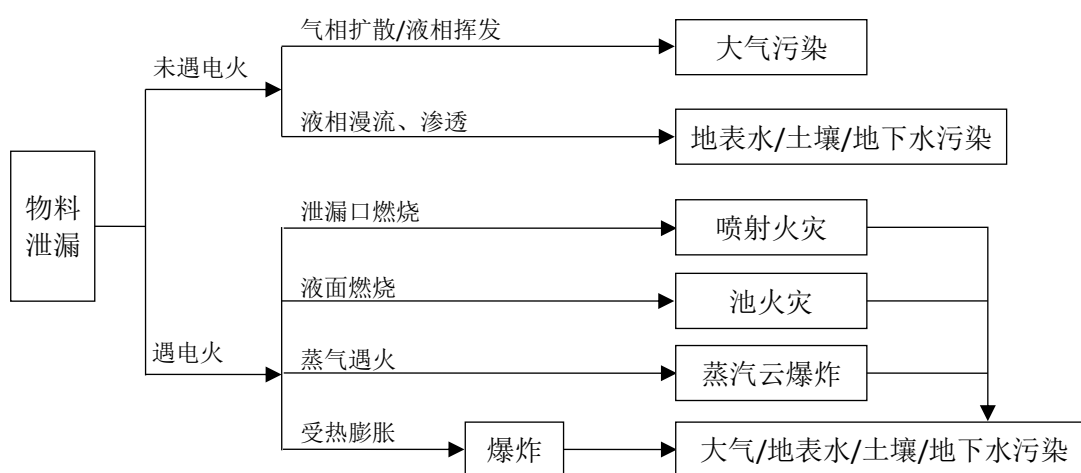 气相扩散/液相挥发
大气污染
未遇电火
液相漫流、渗透
地表水/土壤/地下水污染
物料
泄漏
泄漏口燃烧
喷射火灾
液面燃烧
池火灾
遇电火
蒸气遇火
蒸汽云爆炸
受热膨胀
爆炸
大气/地表水/土壤/地下水污染